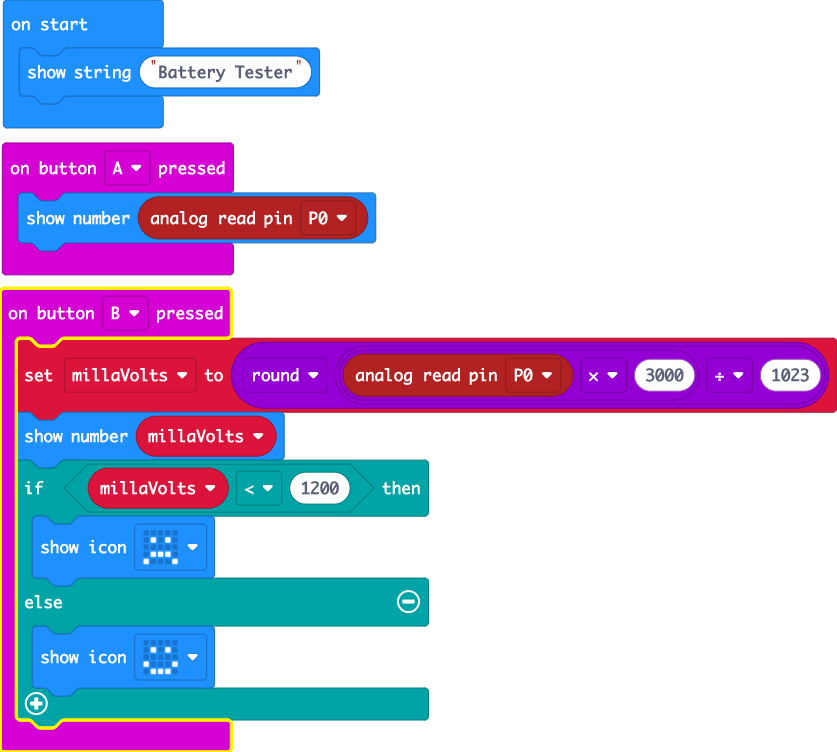 on start
show string "Battery Tester"
on button A pressed
show number analog read pin P0
on button B pressed
set millaVolts to round analog read pin P0 × 3000 ÷ 1023
show number millaVolts
if millaVolts < 1200 then
show icon
else
show icon